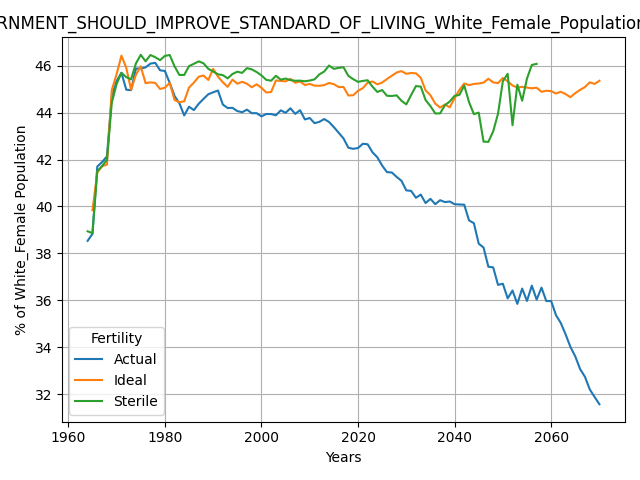 RNMENT_SHOULD_IMPROVE_STANDARD_OF_LIVING_White_Female_Population
% of White_Female Population
46
44
42
40
38
36
34
32
Fertility
Actual
Ideal
Sterile
1960
1980
2000
2020
2040
2060
Years